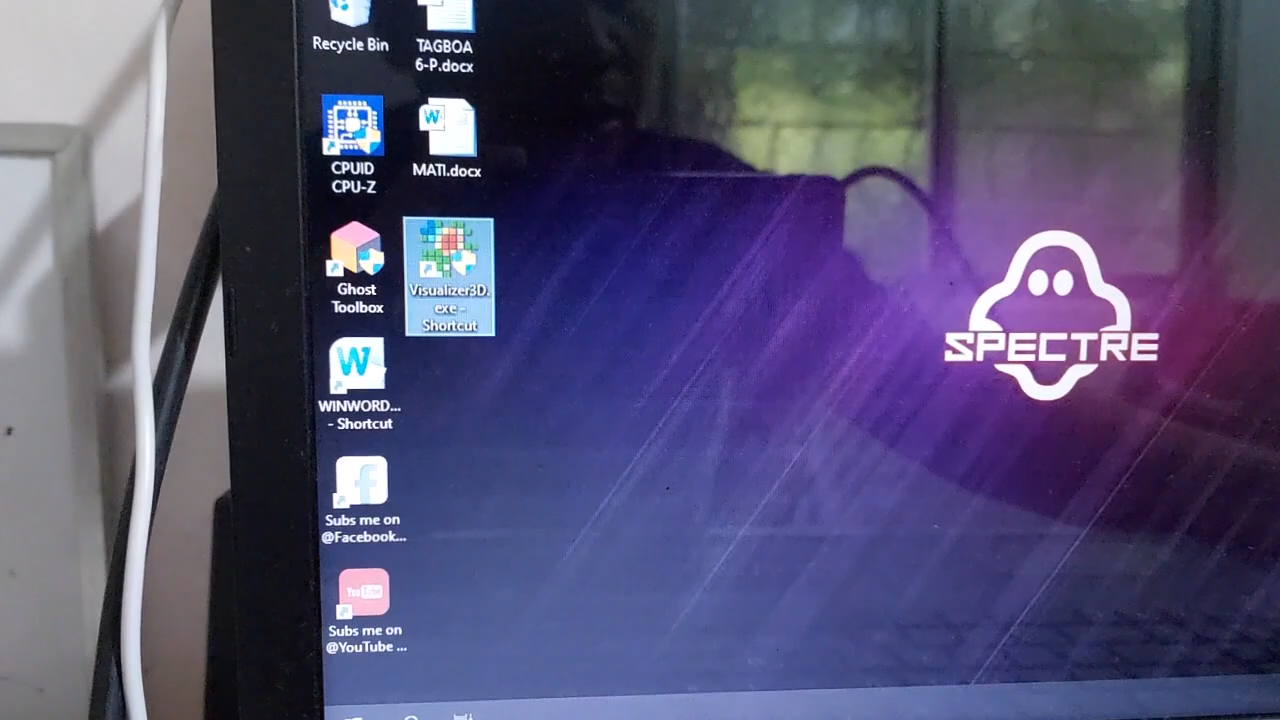 Recycle Bin
TAGBOA
6-P.docx
CPUID
CPU-Z
MATI.docx
Ghost
Toolbox
Visualizer3D.
exe -
Shortcut
WINWORD...
- Shortcut
Subs me on
@Facebook...
YouTube
Subs me on
@YouTube ...
SPECTRE